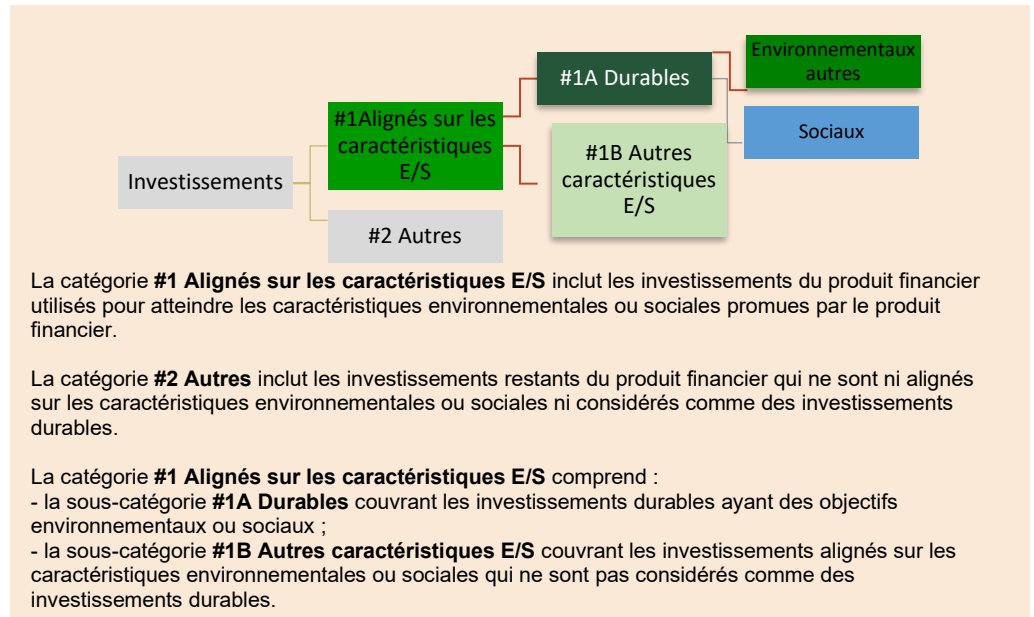 Environnementaux
autres
#1A Durables
#1Alignés sur les
caractéristiques
E/S
Sociaux
#1B Autres
caractéristiques
E/S
Investissements
#2 Autres
La catégorie #1 Alignés sur les caractéristiques E/S inclut les investissements du produit financier
utilisés pour atteindre les caractéristiques environnementales ou sociales promues par le produit
financier.
La catégorie #2 Autres inclut les investissements restants du produit financier qui ne sont ni alignés
sur les caractéristiques environnementales ou sociales ni considérés comme des investissements
durables.
La catégorie #1 Alignés sur les caractéristiques E/S comprend :
- la sous-catégorie #1A Durables couvrant les investissements durables ayant des objectifs
environnementaux ou sociaux ;
- la sous-catégorie #1B Autres caractéristiques E/S couvrant les investissements alignés sur les
caractéristiques environnementales ou sociales qui ne sont pas considérés comme des
investissements durables.